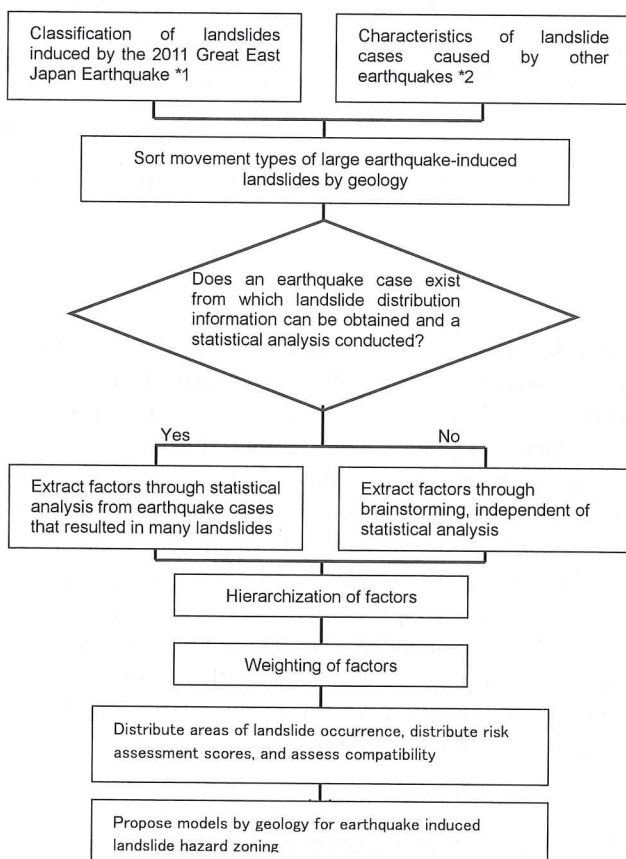 Classification of landslides
induced by the 2011 Great East
Japan Earthquake *1
Characteristics of landslide
cases caused by other
earthquakes *2
Sort movement types of large earthquake-induced
landslides by geology
Does an earthquake case exist
from which landslide distribution
information can be obtained and a
statistical analysis conducted?
Yes
No
Extract factors through statistical
analysis from earthquake cases
that resulted in many landslides
Extract factors through
brainstorming, independent of
statistical analysis
Hierarchization of factors
Weighting of factors
Distribute areas of landslide occurrence, distribute risk
assessment scores, and assess compatibility
Propose models by geology for earthquake induced
landslide hazard zoning